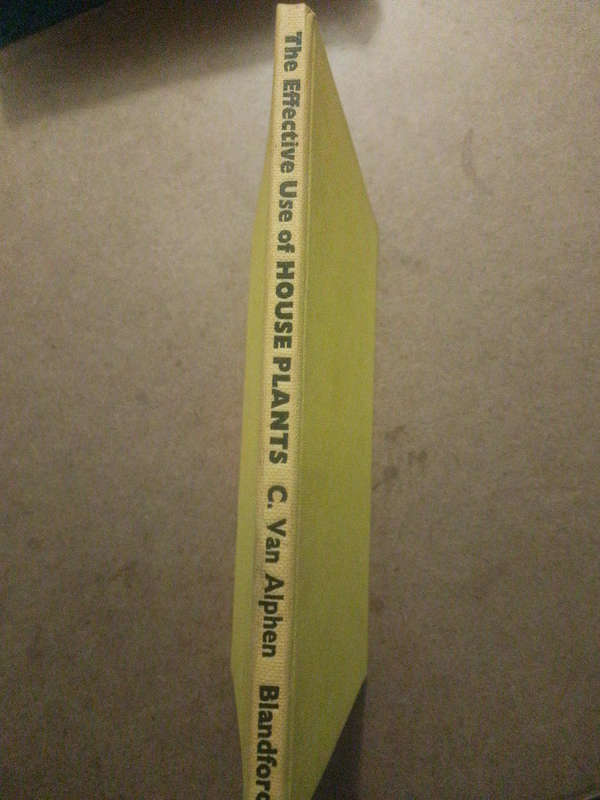 The Effective Use of HOUSE PLANTS C. Van Alphen Blandford